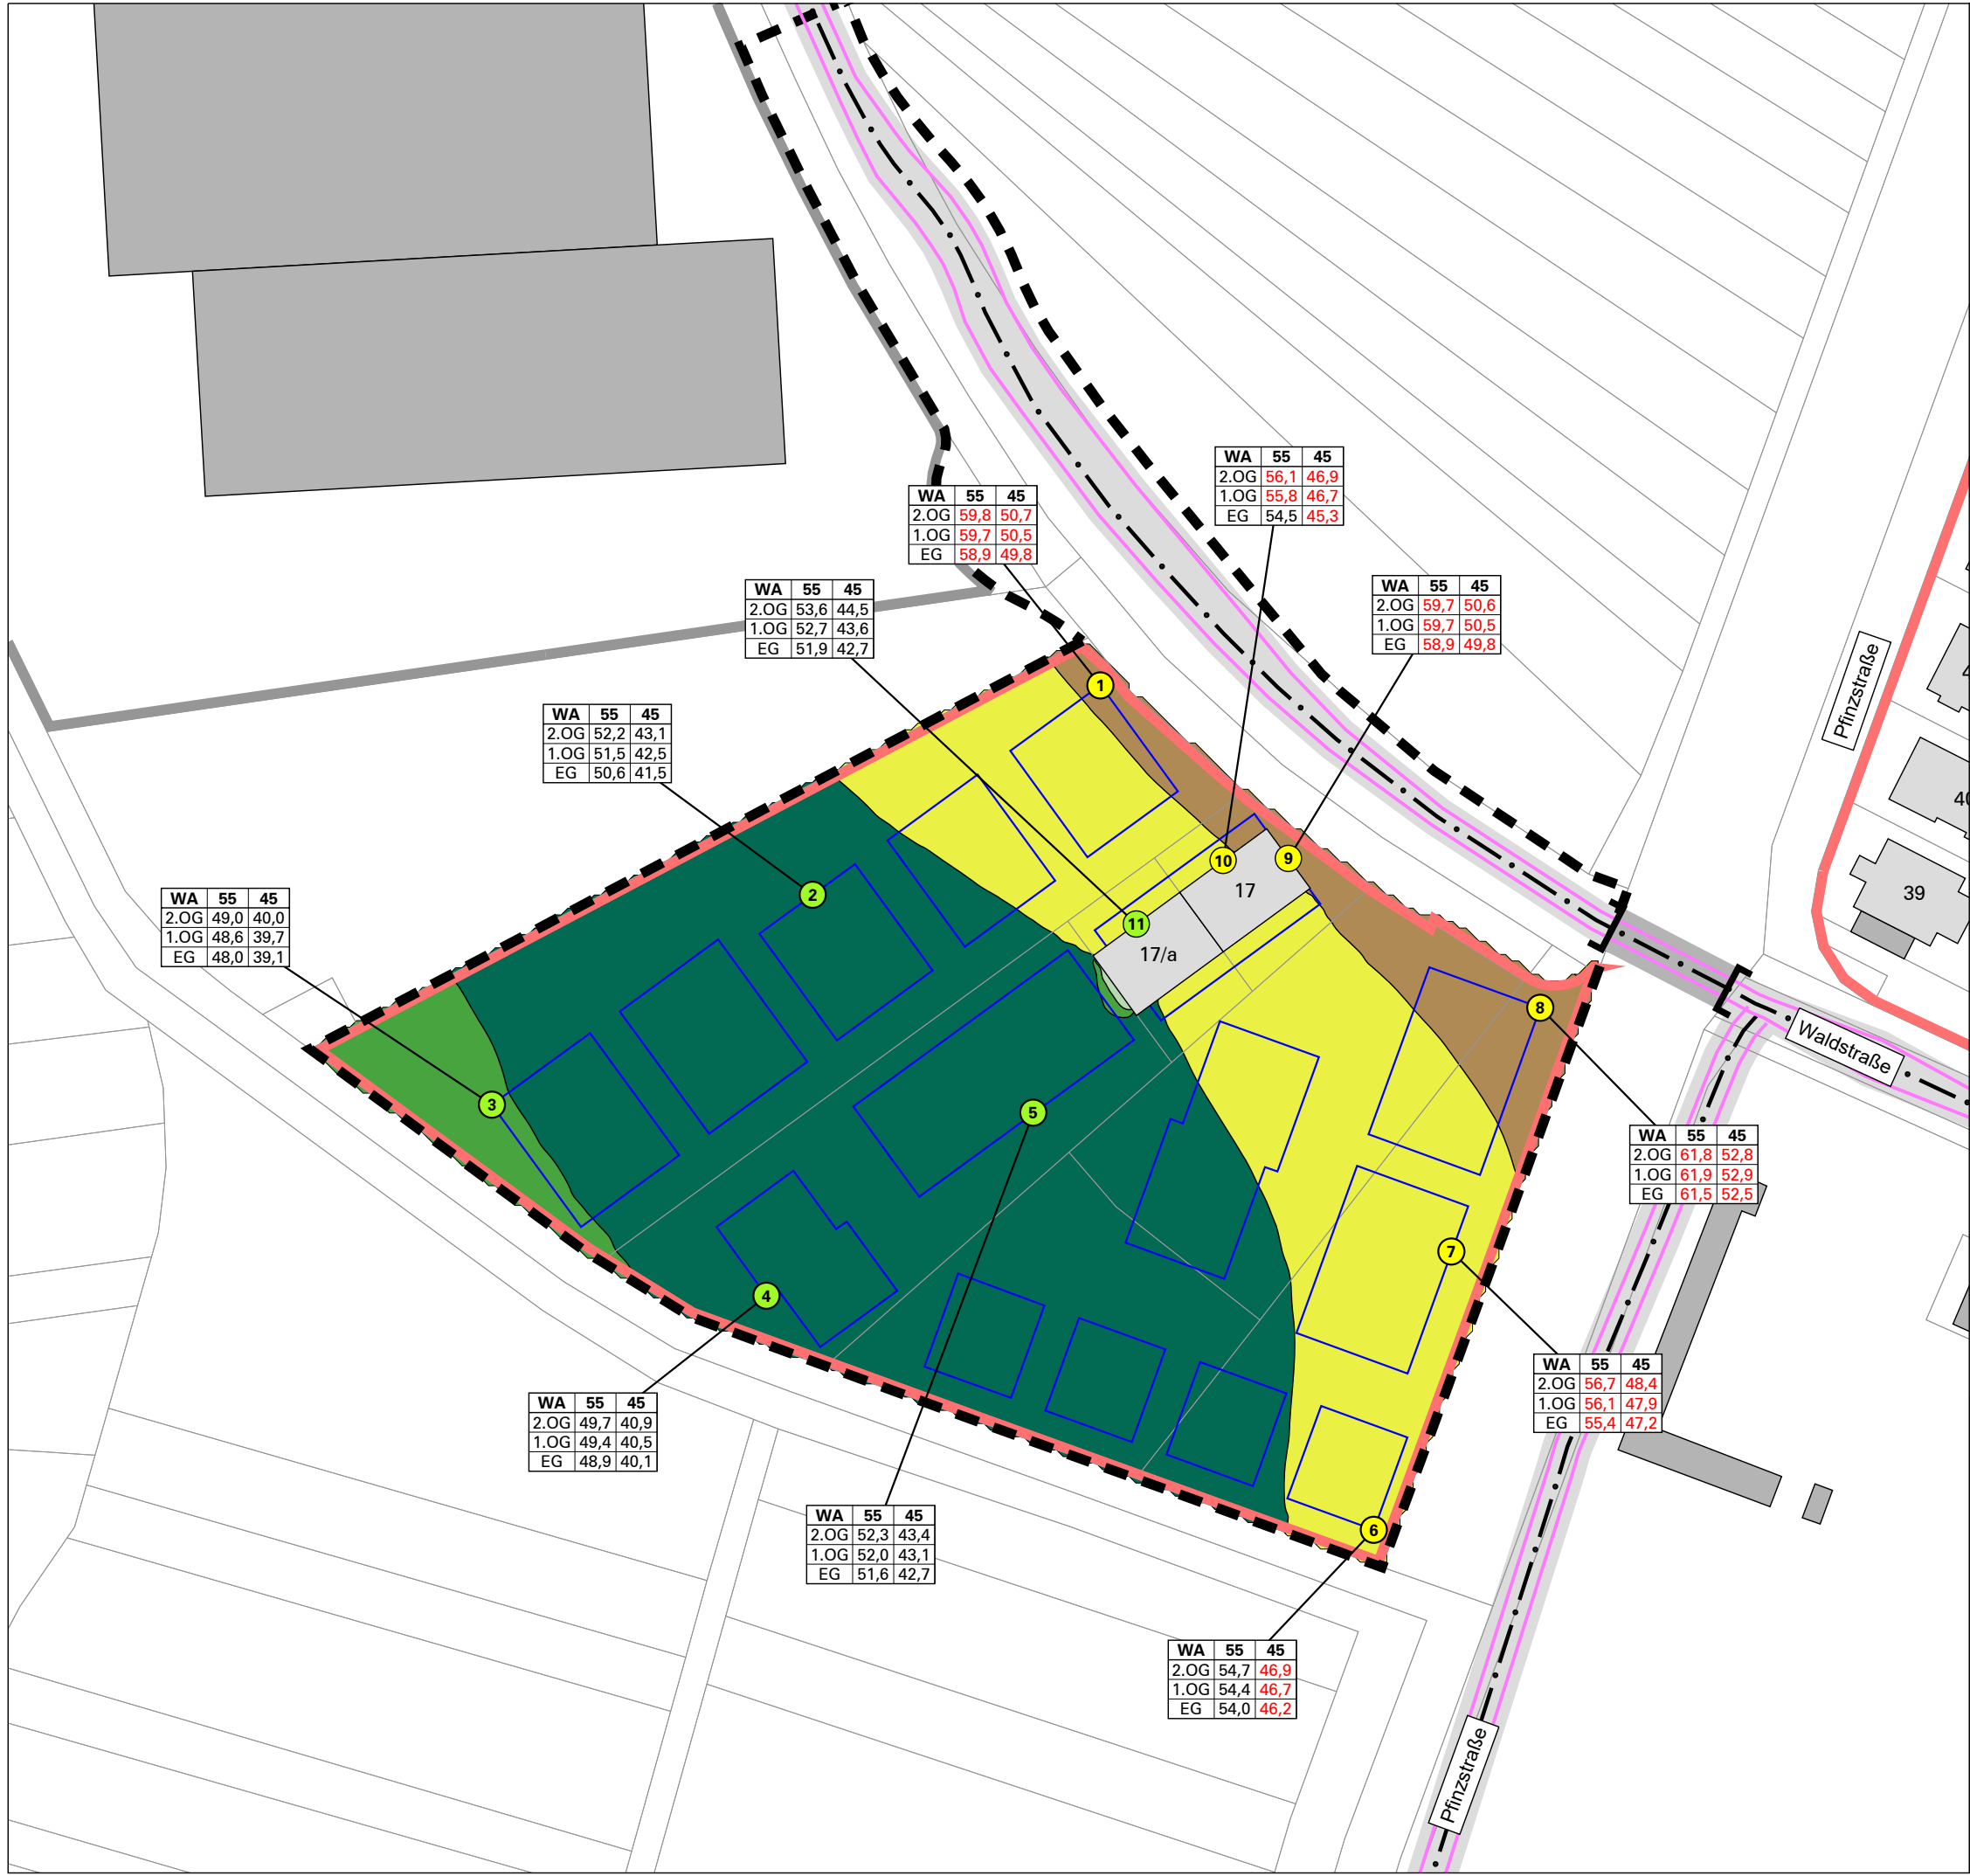 WA 55 45
2.OG 56,1 46,9
1.OG 55,8 46,7
EG 54,5 45,3
WA 55 45
2.OG 59,8 50,7
1.OG 59,7 50,5
EG 58,9 49,8
WA 55 45
2.OG 53,6 44,5
1.OG 52,7 43,6
EG 51,9 42,7
WA 55 45
2.OG 59,7 50,6
1.OG 59,7 50,5
EG 58,9 49,8
Pfinzstraße
40
39
WA 55 45
2.OG 52,2 43,1
1.OG 51,5 42,5
EG 50,6 41,5
1
10
9
17
2
11
17/a
WA 55 45
2.OG 49,0 40,0
1.OG 48,6 39,7
EG 48,0 39,1
8
Waldstraße
3
5
WA 55 45
2.OG 61,8 52,8
1.OG 61,9 52,9
EG 61,5 52,5
7
4
WA 55 45
2.OG 56,7 48,4
1.OG 56,1 47,9
EG 55,4 47,2
WA 55 45
2.OG 49,7 40,9
1.OG 49,4 40,5
EG 48,9 40,1
WA 55 45
2.OG 52,3 43,4
1.OG 52,0 43,1
EG 51,6 42,7
6
WA 55 45
2.OG 54,7 46,9
1.OG 54,4 46,7
EG 54,0 46,2
Pfinzstraße